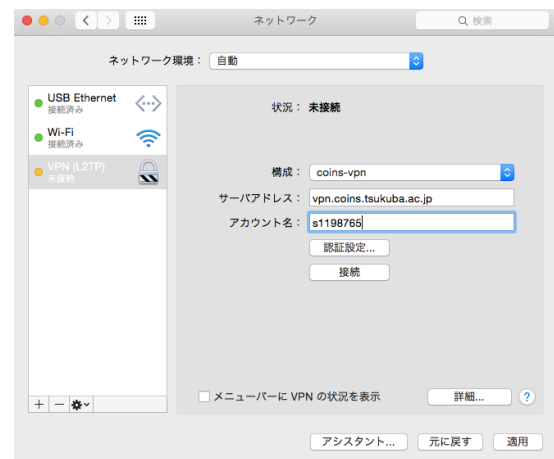 ネットワーク
検索
ネットワーク環境： 自動
USB Ethernet
接続済み
Wi-Fi
接続済み
VPN (L2TP)
未接続
状況： 未接続
構成： coins-vpn
サーバアドレス： vpn.coins.tsukuba.ac.jp
アカウント名： s1198765
認証設定...
接続
メニューバーに VPN の状況を表示
詳細...
?
アシスタント...
元に戻す
適用